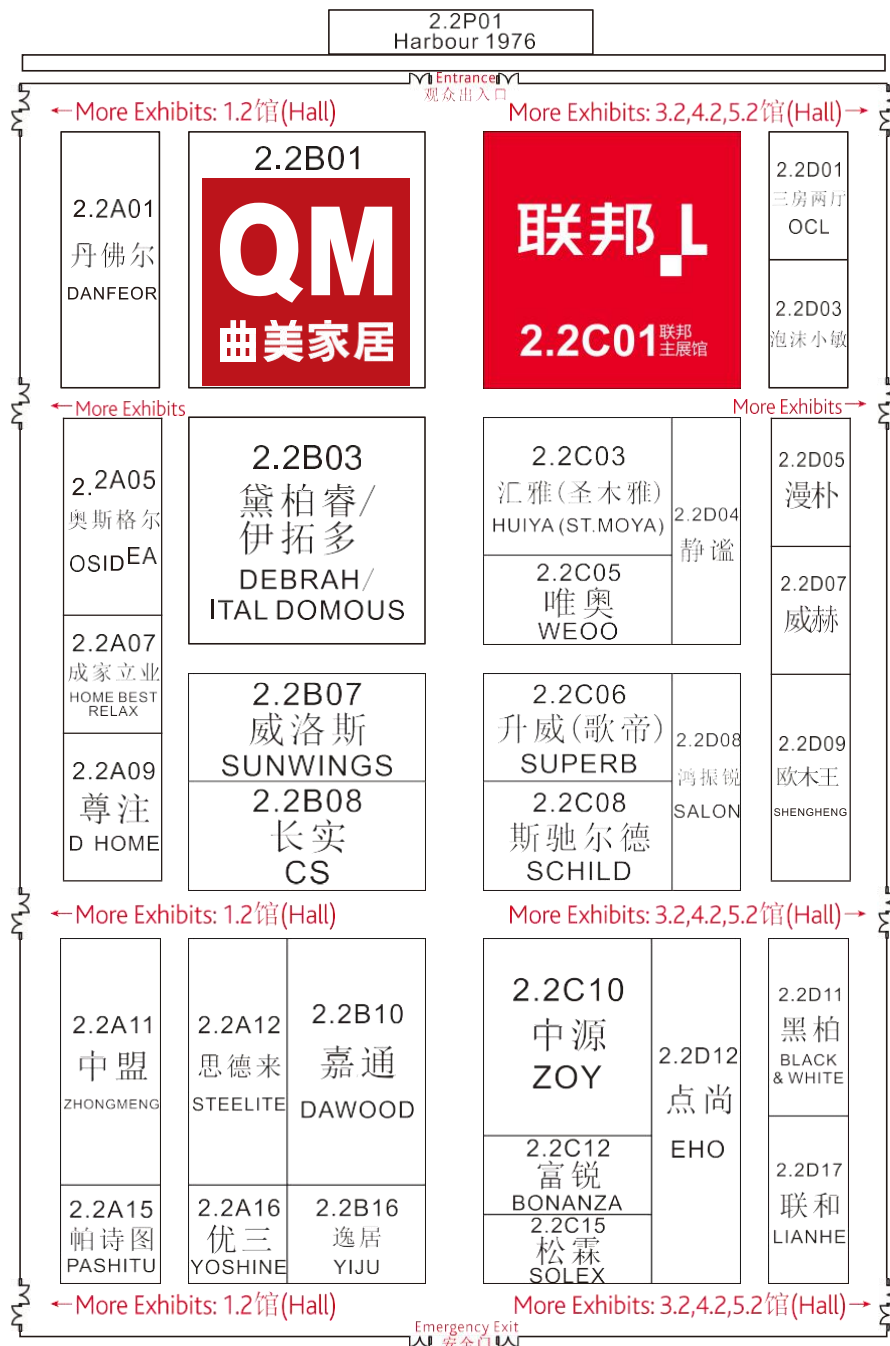 2.2P01
Harbour 1976
Entrance
观众出入口
←More Exhibits: 1.2馆(Hall)
More Exhibits: 3.2,4.2,5.2馆(Hall)→
2.2A01
丹佛尔
DANFEOR
2.2B01
QM
曲美家居
联邦
2.2C01 联邦
主展馆
2.2D01
三房两厅
OCL
2.2D03
泡沫小敏
←More Exhibits
More Exhibits→
2.2A05
奥斯格尔
OSIDEA
2.2A07
成家立业
HOME BEST
RELAX
2.2A09
尊注
D HOME
2.2B03
黛柏睿/
伊拓多
DEBRAH/
ITAL DOMOUS
2.2B07
威洛斯
SUNWINGS
2.2B08
长实
CS
2.2C03
汇雅(圣木雅)
HUIYA (ST.MOYA)
2.2C05
唯奥
WEOO
2.2D04
静谧
2.2C06
升威(歌帝)
SUPERB
2.2C08
斯驰尔德
SCHILD
2.2D08
鸿振锐
SALON
2.2D05
漫朴
2.2D07
威赫
2.2D09
欧木王
SHENGHENG
←More Exhibits: 1.2馆(Hall)
More Exhibits: 3.2,4.2,5.2馆(Hall)→
2.2A11
中盟
ZHONGMENG
2.2A15
帕诗图
PASHITU
2.2A12
思德来
STEELITE
2.2B10
嘉通
DAWOOD
2.2A16
优三
YOSHINE
2.2B16
逸居
YIJU
2.2C10
中源
ZOY
2.2C12
富锐
BONANZA
2.2C15
松霖
SOLEX
2.2D12
点尚
EHO
2.2D11
黑柏
BLACK
& WHITE
2.2D17
联和
LIANHE
←More Exhibits: 1.2馆(Hall)
More Exhibits: 3.2,4.2,5.2馆(Hall)→
Emergency Exit
安全门